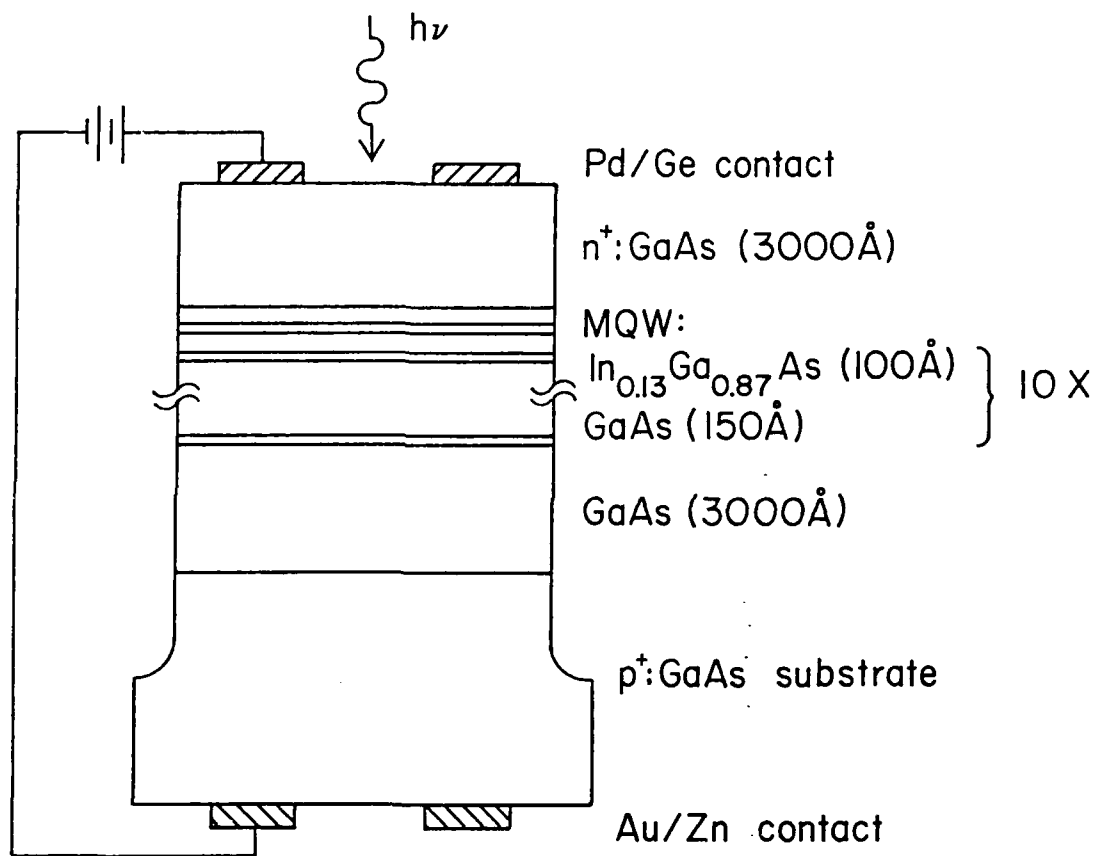 hν
Pd/Ge contact
n⁺:GaAs (3000Å)
MQW:
In₀.₁₃Ga₀.₈₇As (100Å)
10 X
GaAs (150Å)
GaAs (3000Å)
p⁺:GaAs substrate
Au/Zn contact